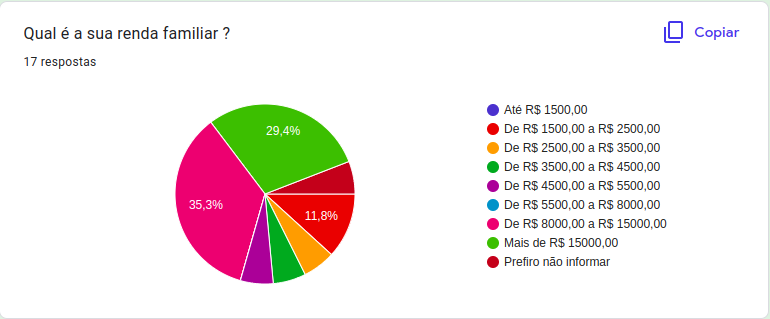 Qual é a sua renda familiar ?
Copiar
17 respostas
29,4%
35,3%
11,8%
Até R$ 1500,00
De R$ 1500,00 a R$ 2500,00
De R$ 2500,00 a R$ 3500,00
De R$ 3500,00 a R$ 4500,00
De R$ 4500,00 a R$ 5500,00
De R$ 5500,00 a R$ 8000,00
De R$ 8000,00 a R$ 15000,00
Mais de R$ 15000,00
Prefiro não informar